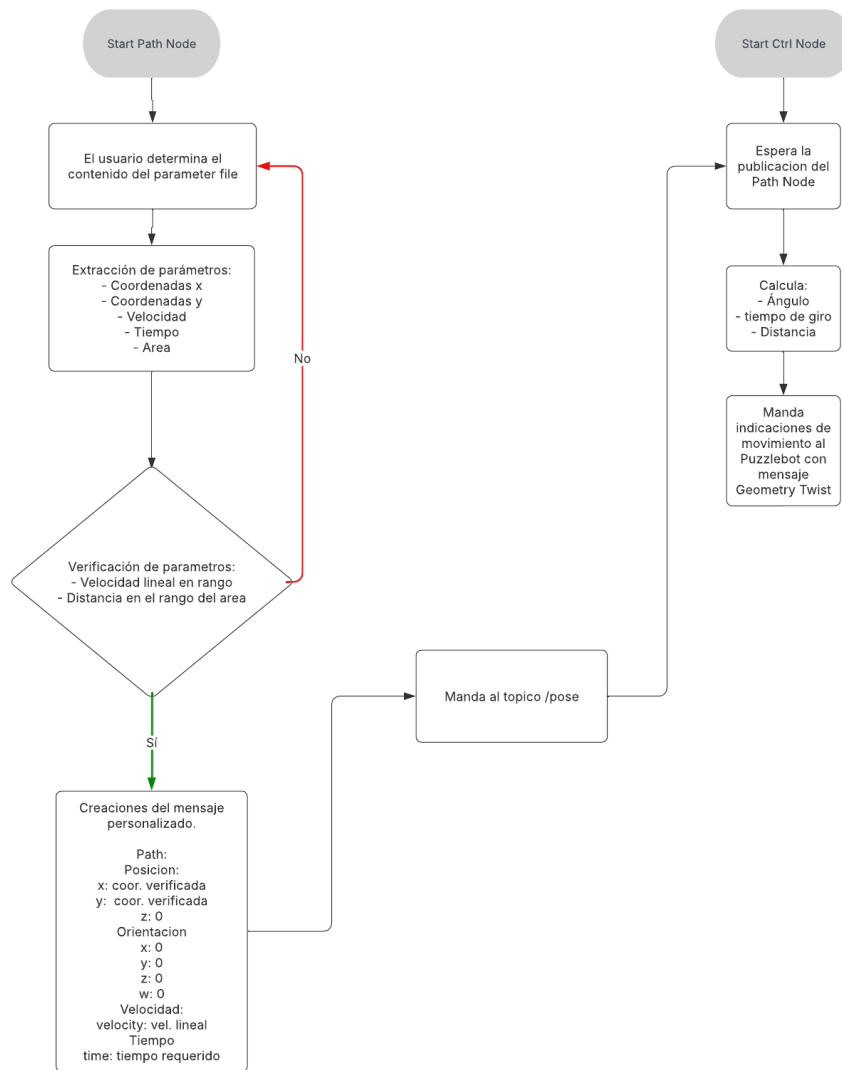 Start Path Node
El usuario determina el
contenido del parameter file
Extracción de parámetros:
- Coordenadas x
- Coordenadas y
- Velocidad
- Tiempo
- Area
No
Verificación de parametros:
- Velocidad lineal en rango
- Distancia en el rango del area
Sí
Creaciones del mensaje
personalizado.
Path:
Posicion:
x: coor. verificada
y: coor. verificada
z: 0
Orientacion
x: 0
y: 0
z: 0
w: 0
Velocidad:
velocity: vel. lineal
Tiempo
time: tiempo requerido
Manda al topico /pose
Start Ctrl Node
Espera la
publicacion del
Path Node
Calcula:
- Ángulo
- tiempo de giro
- Distancia
Manda
indicaciones de
movimiento al
Puzzlebot con
mensaje
Geometry Twist